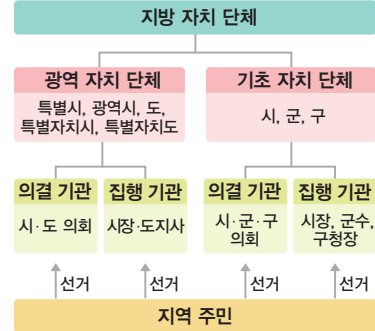 지방 자치 단체
광역 자치 단체
특별시, 광역시, 도,
특별자치시, 특별자치도
기초 자치 단체
시, 군, 구
의결 기관
시·도 의회
집행 기관
시장·도지사
의결 기관
시·군·구
의회
집행 기관
시장, 군수,
구청장
선거
선거
선거
선거
지역 주민